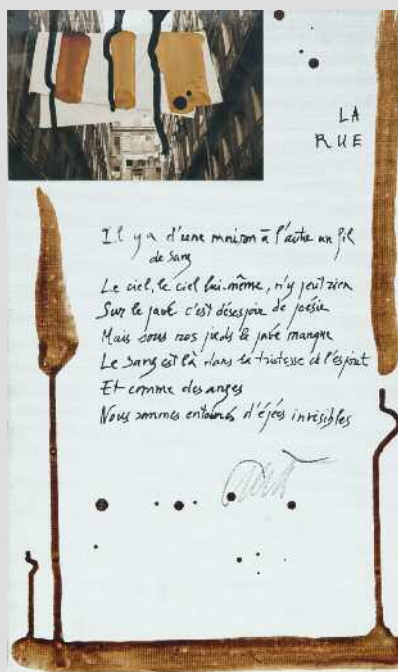 LA
RUE
Il y a d'une maison à l'autre un fil
de sang
Le ciel, le ciel lui-même, n'y peut rien
Sur le pavé c'est désespoir de poésie
Mais sous nos pieds le pavé manque
Le sang est là dans la tristesse de l'esprit
Et comme des anges
Nous sommes entourés d'épées invisibles